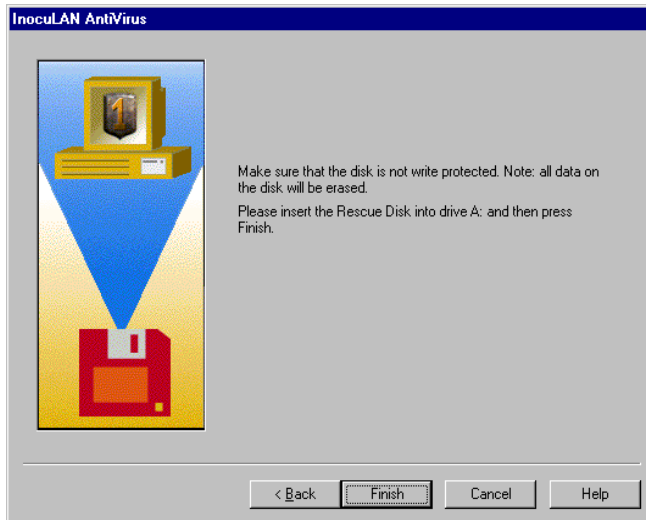 InocuLAN AntiVirus
1
Make sure that the disk is not write protected. Note: all data on
the disk will be erased.
Please insert the Rescue Disk into drive A: and then press
Finish.
< Back
Finish
Cancel
Help